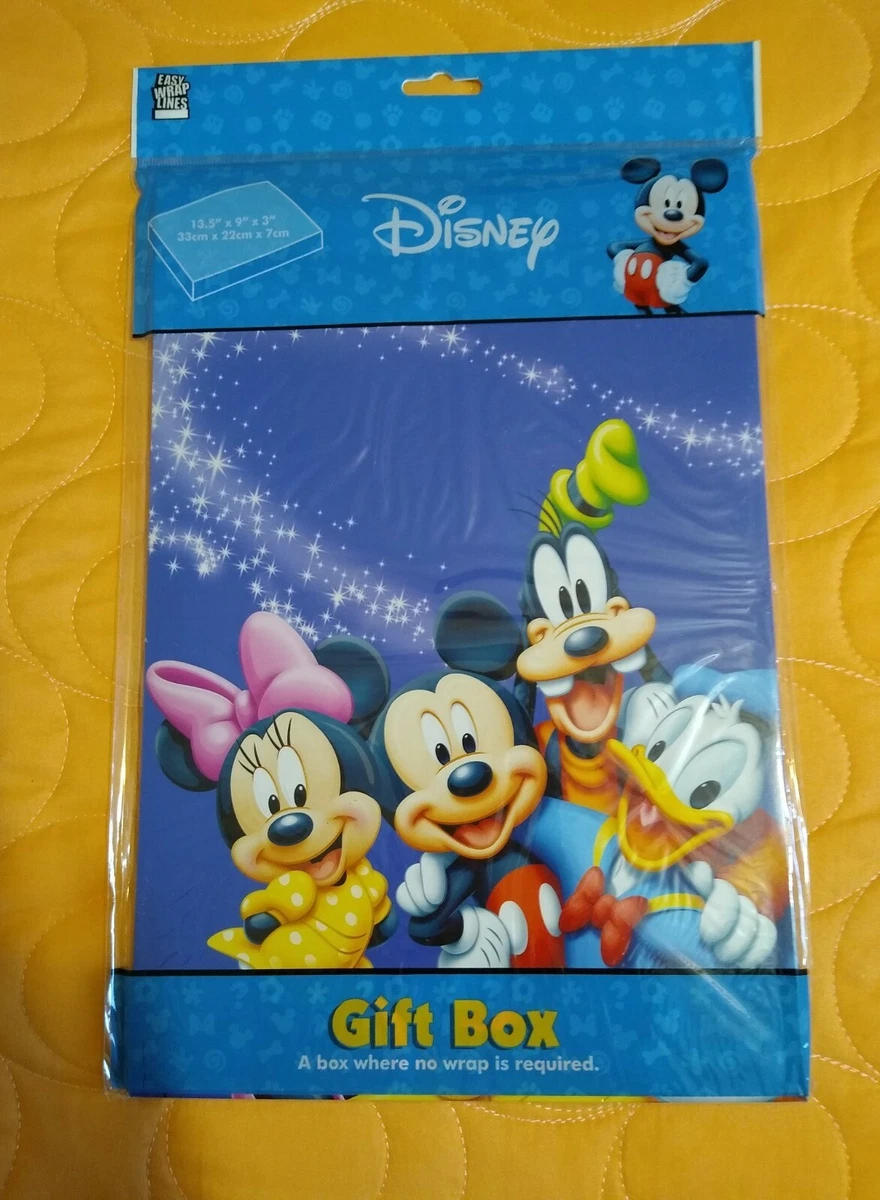 EASY
WRAP
LINES
13.5" x 9" x 3"
33cm x 22cm x 7cm
Disney
Gift Box
A box where no wrap is required.